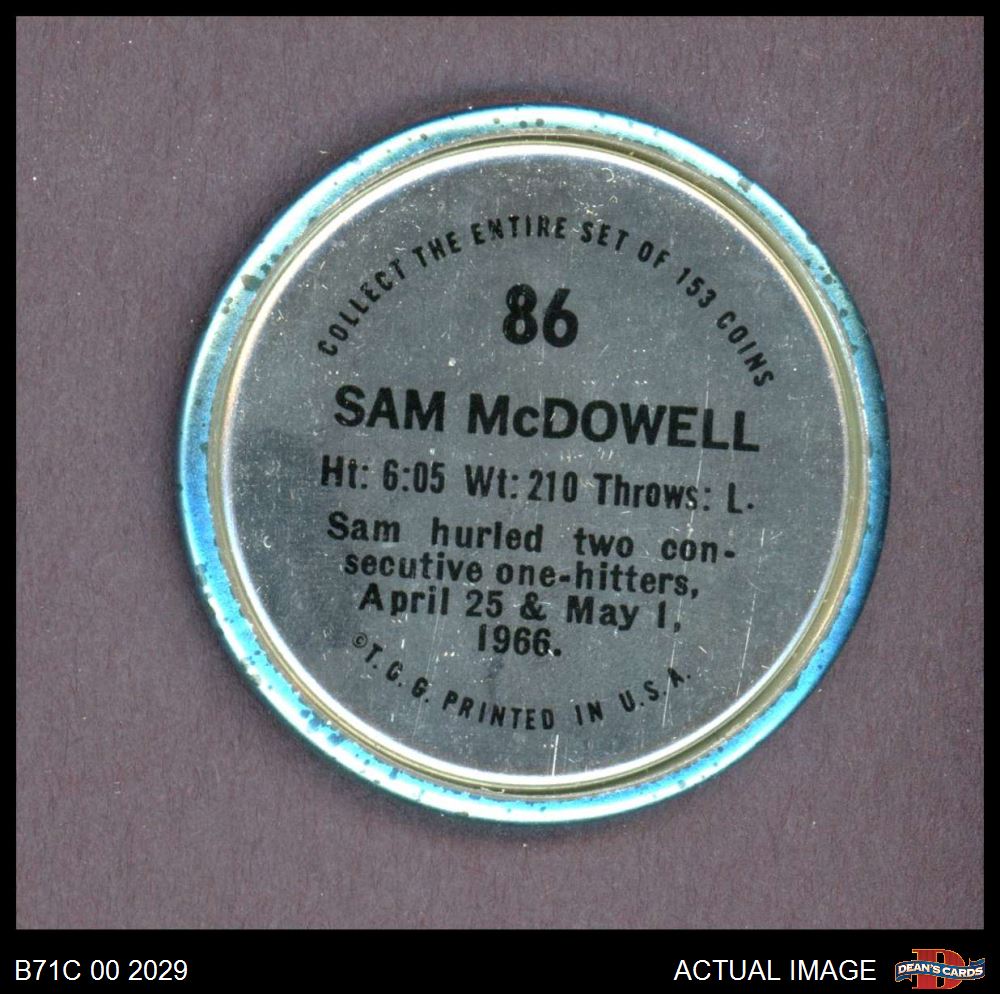 COLLECT THE ENTIRE SET OF 153 COINS
86
SAM McDOWELL
Ht: 6:05 Wt: 210 Throws: L.
Sam hurled two con-
secutive one-hitters,
April 25 & May 1,
1966.
©T. C. G. PRINTED IN U.S.A.
B71C 00 2029
ACTUAL IMAGE
DEAN'S CARDS